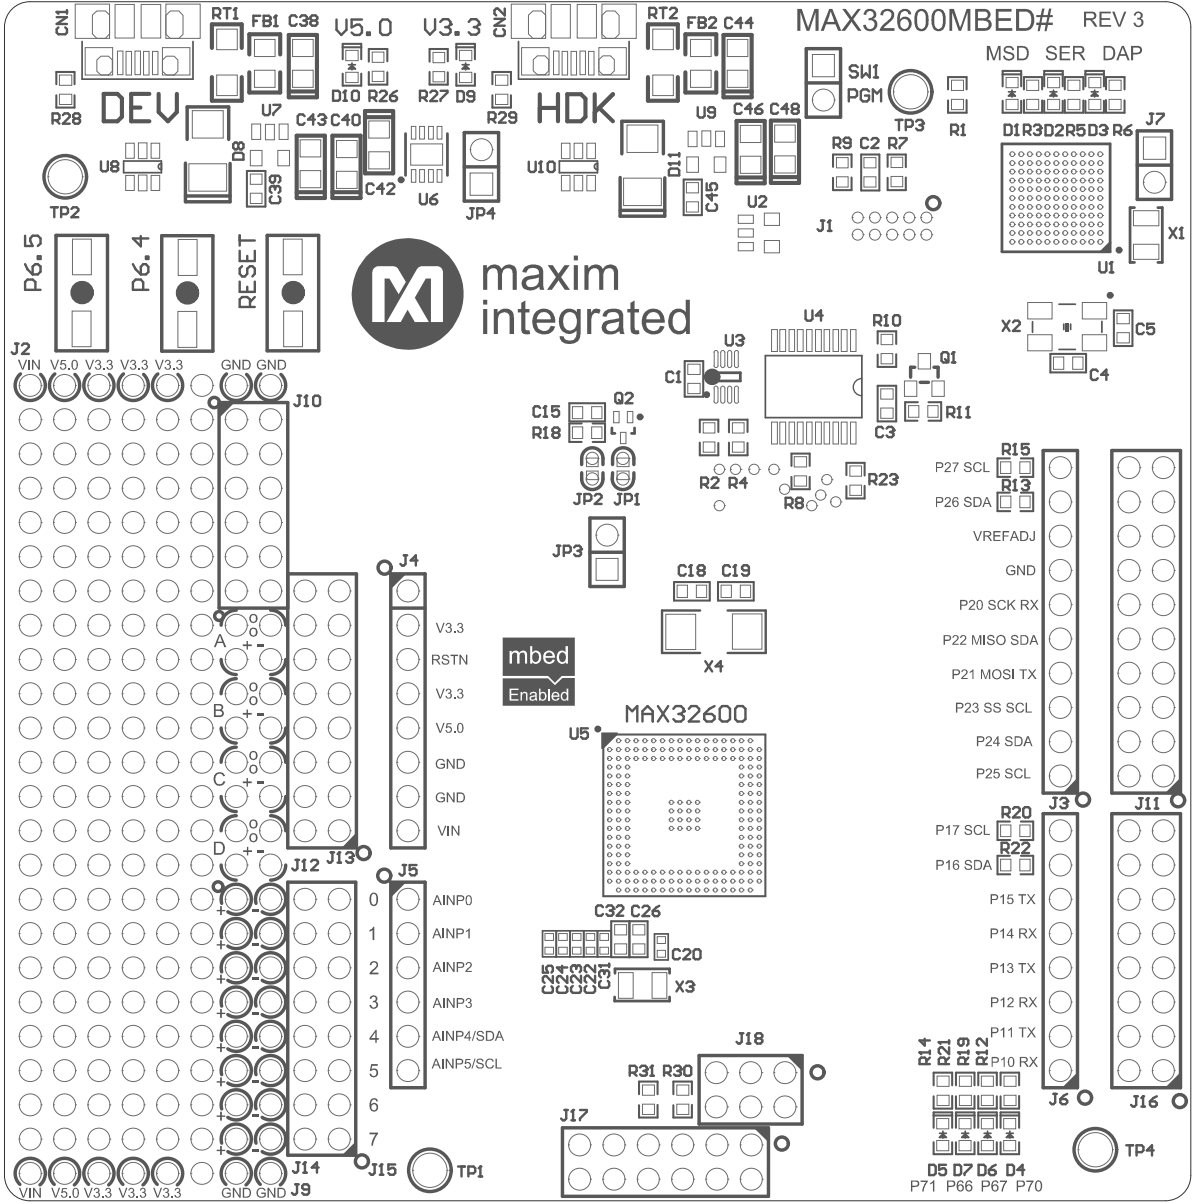 CN1
RT1
FB1
C38
V5.0
V3.3
CN2
RT2
FB2
C44
MAX32600MBED# REV 3
MSD SER DAP
SW1
PGM
R28
DEV
U7
D10
R26
R27
D9
R29
HDK
U9
C46
C48
TP3
R1
D1 R3 D2 R5 D3 R6
J7
U8
D8
C43
C40
C39
C42
U6
JP4
U10
D11
C45
U2
R9
C2
R7
J1
TP2
U1
X1
P6.5
P6.4
RESET
maxim
integrated
U4
R10
X2
C5
C4
J2
VIN V5.0 V3.3 V3.3 V3.3 GND GND
U3
C1
Q1
J10
C15
R18
Q2
C3
R11
R2 R4
R8
R23
JP2 JP1
JP3
P27 SCL
R15
P26 SDA
R13
VREFADJ
GND
P20 SCK RX
P22 MISO SDA
P21 MOSI TX
P23 SS SCL
P24 SDA
P25 SCL
J3
J11
J4
V3.3
RSTN
V3.3
V5.0
GND
GND
VIN
C18
C19
X4
mbed
Enabled
MAX32600
U5
A
+ -
B
+ -
C
+ -
D
+ -
J12
J13
J5
P17 SCL
R20
P16 SDA
R22
P15 TX
P14 RX
P13 TX
P12 RX
P11 TX
P10 RX
J6
J16
+ - 0 AINP0
+ - 1 AINP1
+ - 2 AINP2
+ - 3 AINP3
+ - 4 AINP4/SDA
+ - 5 AINP5/SCL
+ - 6
+ - 7
C32 C26
C20
C25
C24
C23
C22
C31
X3
J18
R31 R30
J17
R14
R21
R19
R12
D5 D7 D6 D4
P71 P66 P67 P70
TP4
J14
J15
TP1
VIN V5.0 V3.3 V3.3 V3.3 GND GND
J9